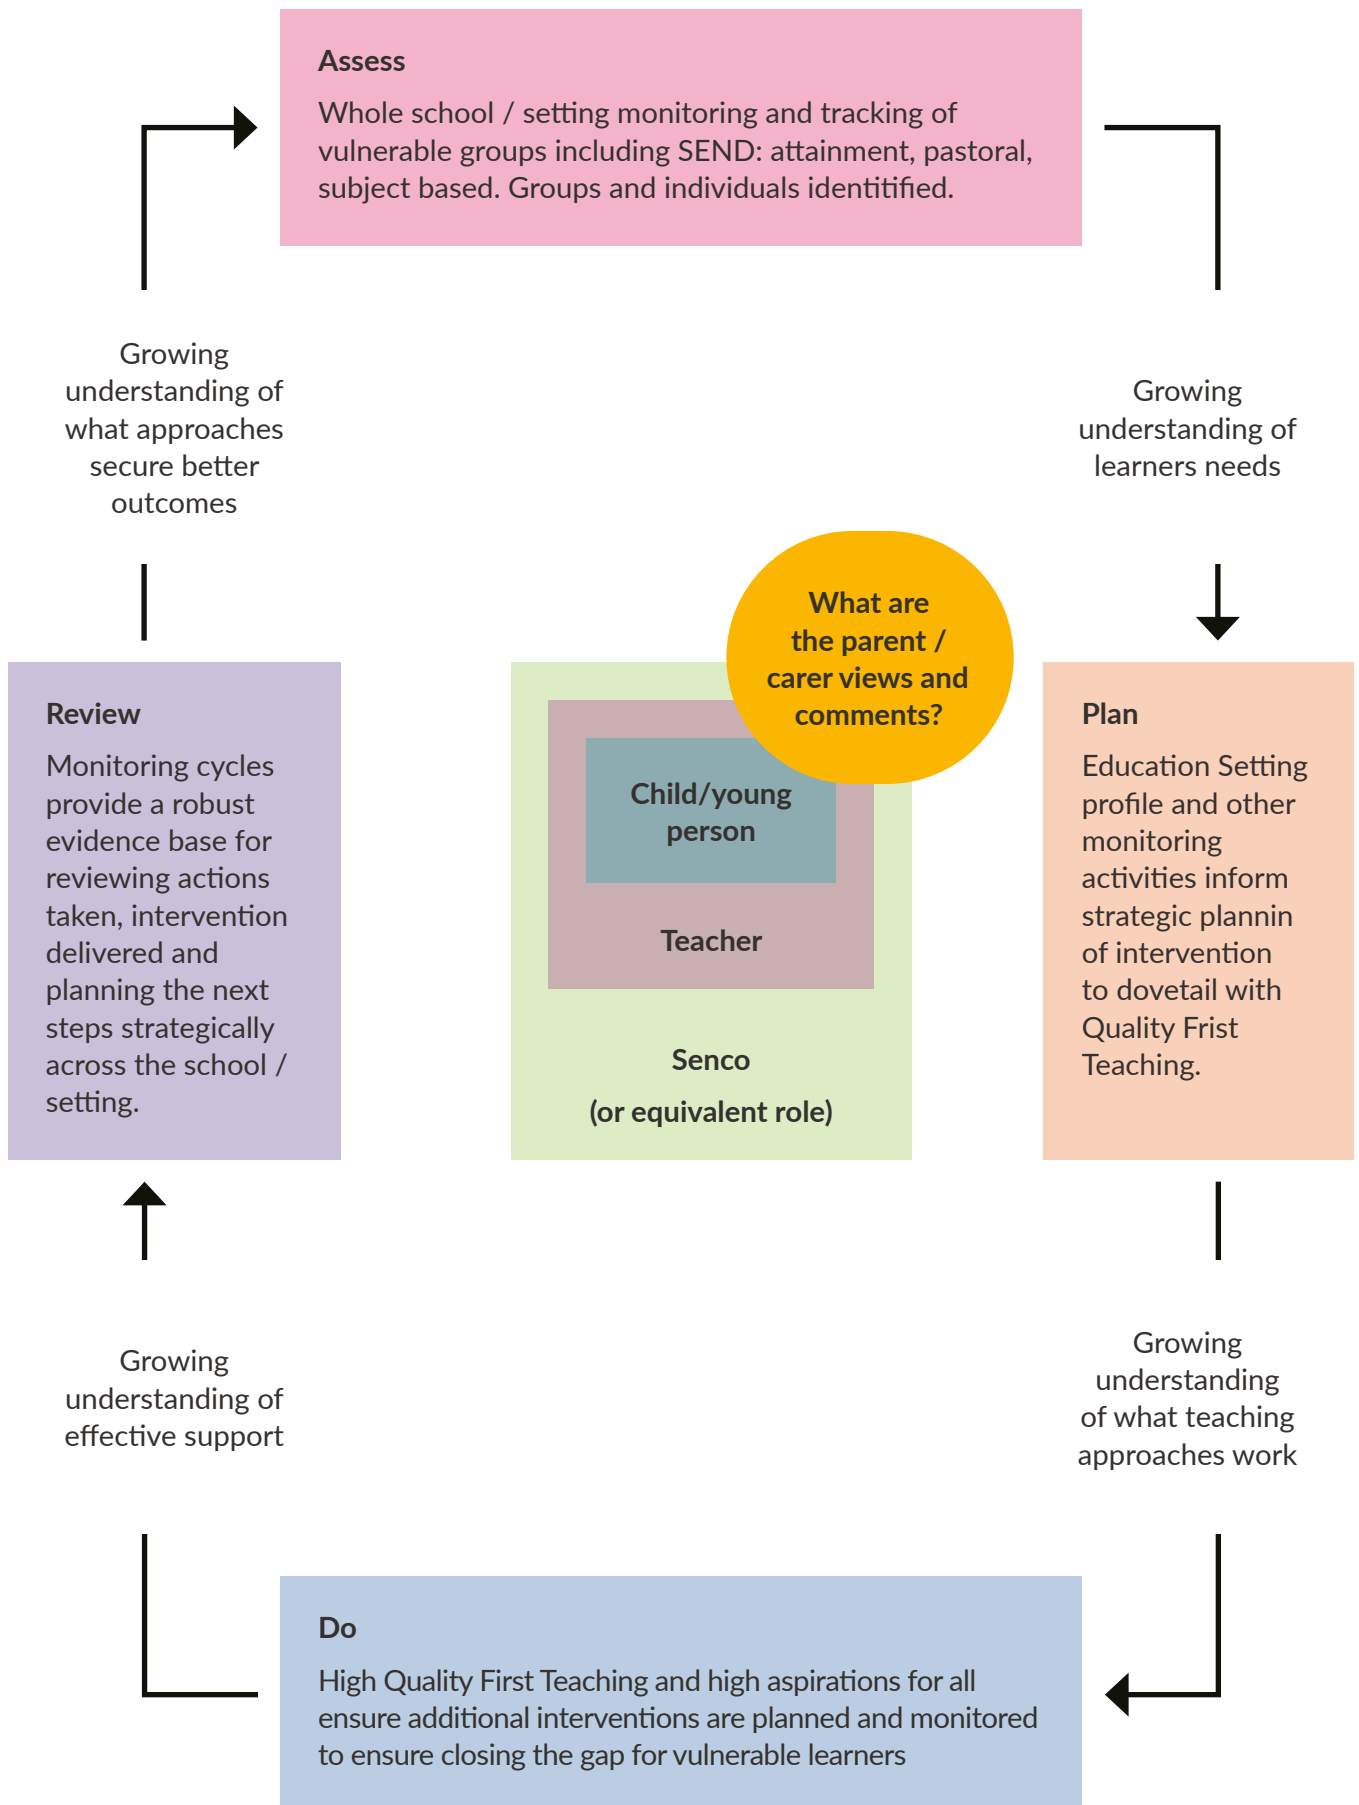 Assess
Whole school / setting monitoring and tracking of
vulnerable groups including SEND: attainment, pastoral,
subject based. Groups and individuals identitified.
Growing
understanding of
what approaches
secure better
outcomes
Growing
understanding of
learners needs
What are
the parent /
carer views and
comments?
Review
Monitoring cycles
provide a robust
evidence base for
reviewing actions
taken, intervention
delivered and
planning the next
steps strategically
across the school /
setting.
Child/young
person
Teacher
Senco
(or equivalent role)
Plan
Education Setting
profile and other
monitoring
activities inform
strategic plannin
of intervention
to dovetail with
Quality Frist
Teaching.
Growing
understanding of
effective support
Growing
understanding
of what teaching
approaches work
Do
High Quality First Teaching and high aspirations for all
ensure additional interventions are planned and monitored
to ensure closing the gap for vulnerable learners